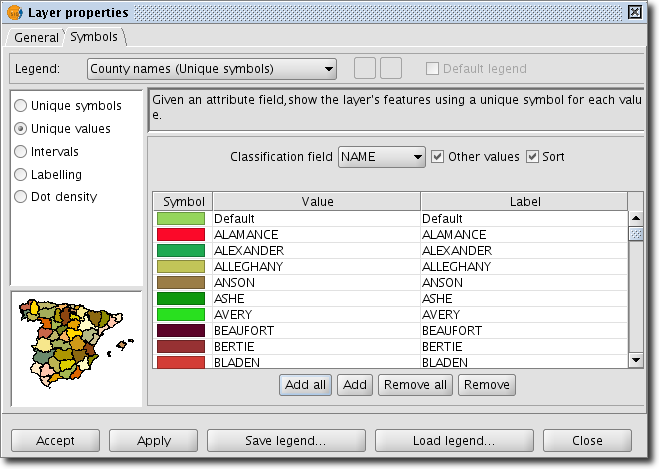 Layer properties
General Symbols
Legend: County names (Unique symbols) Default legend
Unique symbols
Unique values
Intervals
Labelling
Dot density
Given an attribute field,show the layer's features using a unique symbol for each valu
e.
Classification field NAME Other values Sort
Symbol Value Label
Default Default
ALAMANCE ALAMANCE
ALEXANDER ALEXANDER
ALLEGHANY ALLEGHANY
ANSON ANSON
ASHE ASHE
AVERY AVERY
BEAUFORT BEAUFORT
BERTIE BERTIE
BLADEN BLADEN
Add all Add Remove all Remove
Accept Apply Save legend... Load legend... Close